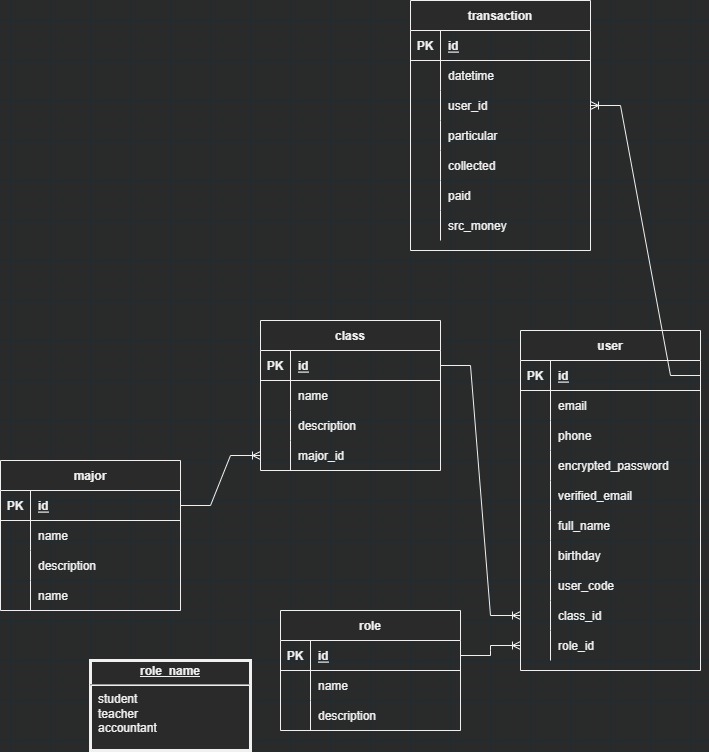 transaction
PK id
datetime
user_id
particular
collected
paid
src_money
class
PK id
name
description
major_id
user
PK id
email
phone
encrypted_password
verified_email
full_name
birthday
user_code
class_id
role_id
major
PK id
name
description
name
role
PK id
name
description
role_name
student
teacher
accountant